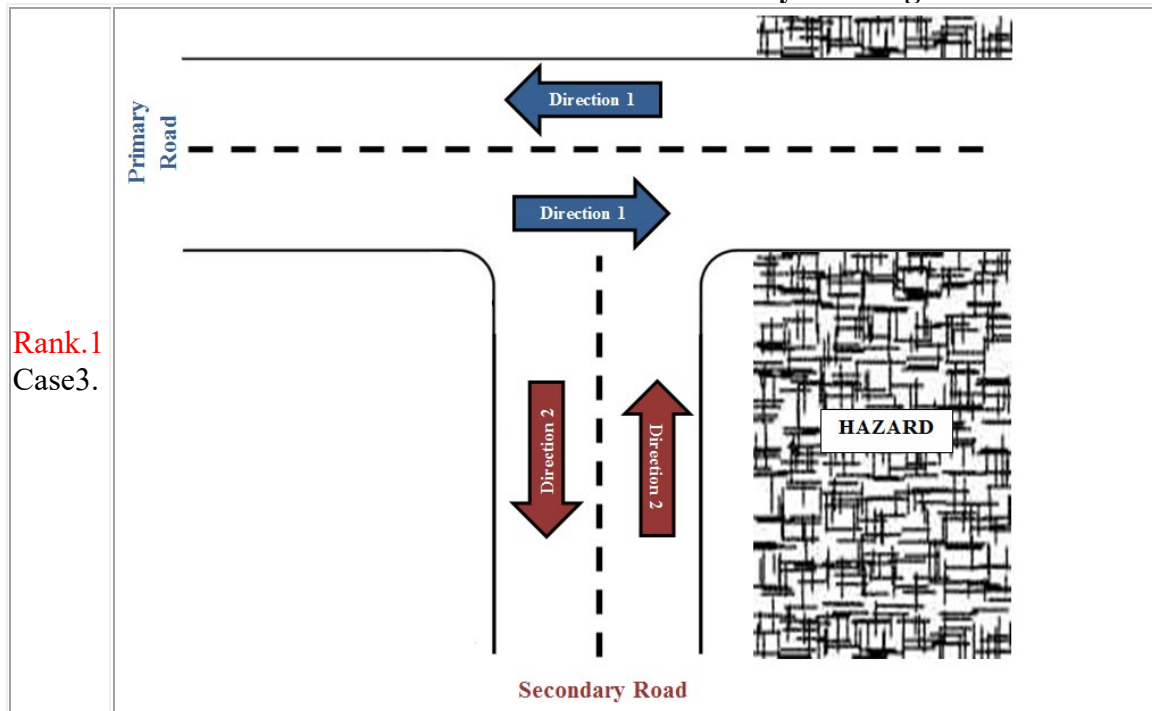 Rank.1
Case3.
Primary
Road
Direction 1
Direction 1
Direction 2
Direction 2
HAZARD
Secondary Road